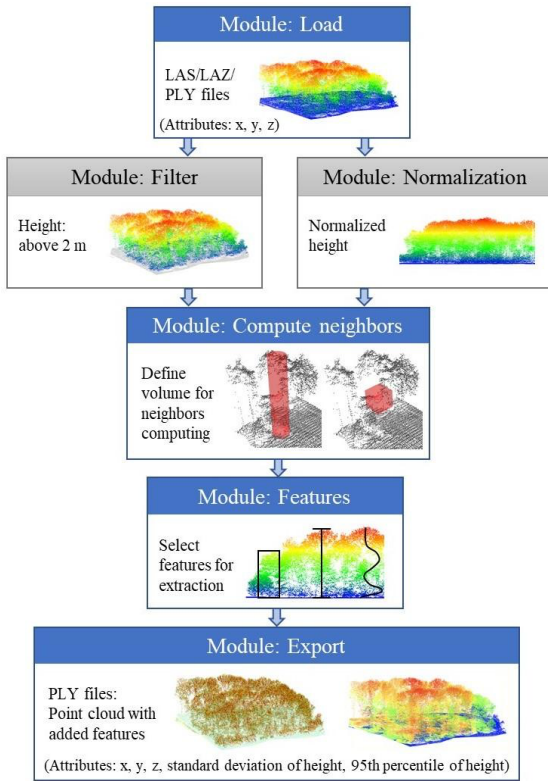 Module: Load
LAS/LAZ/
PLY files
(Attributes: x, y, z)
Module: Filter
Height:
above 2 m
Module: Normalization
Normalized
height
Module: Compute neighbors
Define
volume for
neighbors
computing
Module: Features
Select
features for
extraction
Module: Export
PLY files:
Point cloud with
added features
(Attributes: x, y, z, standard deviation of height, 95th percentile of height)